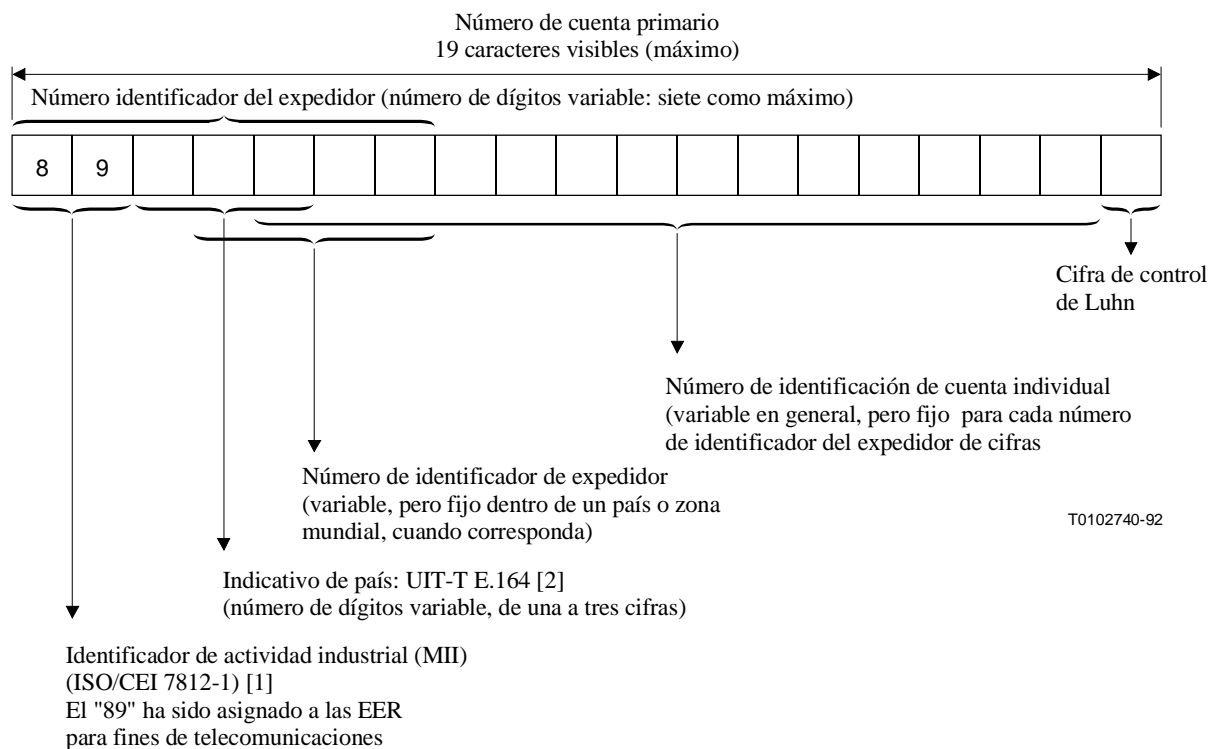 Número de cuenta primario
19 caracteres visibles (máximo)
Número identificador del expedidor (número de dígitos variable: siete como máximo)
8 9
Cifra de control
de Luhn
Número de identificación de cuenta individual
(variable en general, pero fijo para cada número
de identificador del expedidor de cifras
Número de identificador de expedidor
(variable, pero fijo dentro de un país o zona
mundial, cuando corresponda)
T0102740-92
Indicativo de país: UIT-T E.164 [2]
(número de dígitos variable, de una a tres cifras)
Identificador de actividad industrial (MII)
(ISO/CEI 7812-1) [1]
El "89" ha sido asignado a las EER
para fines de telecomunicaciones